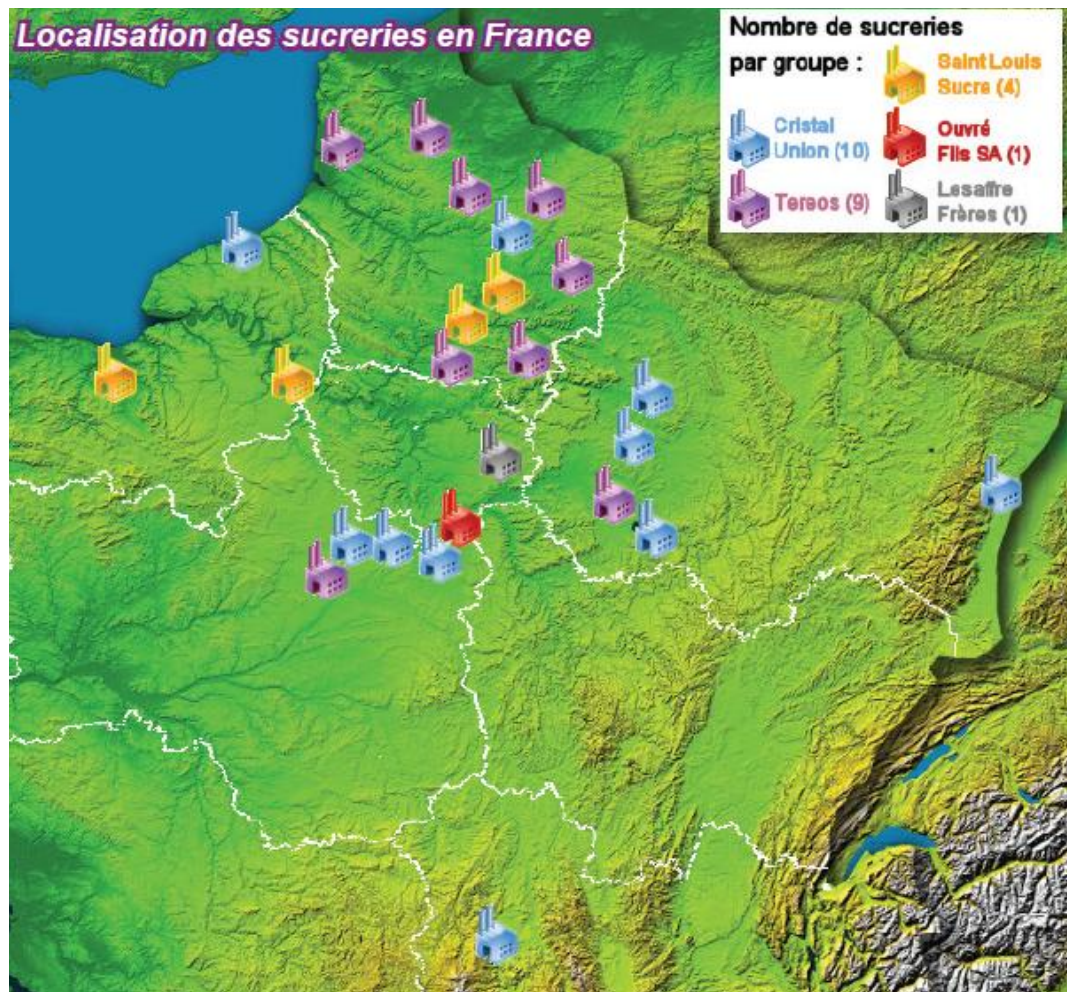 Localisation des sucreries en France
Nombre de sucreries
par groupe :
Saint Louis
Sucre (4)
Cristal
Union (10)
Ouvré
Fils SA (1)
Tereos (9)
Lesaffre
Frères (1)